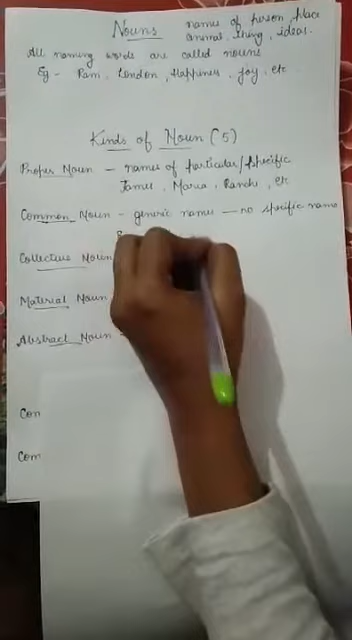 Nouns names of person, place
animal, thing, ideas.
All naming words are called nouns
Eg - Ram, London, Happiness, joy, etc
Kinds of Noun (5)
Proper Noun - names of particular/specific
James, Maria, Ranchi, etc
Common Noun - generic names - no specific name
Collective Noun
Material Noun
Abstract Noun -
Con
Com